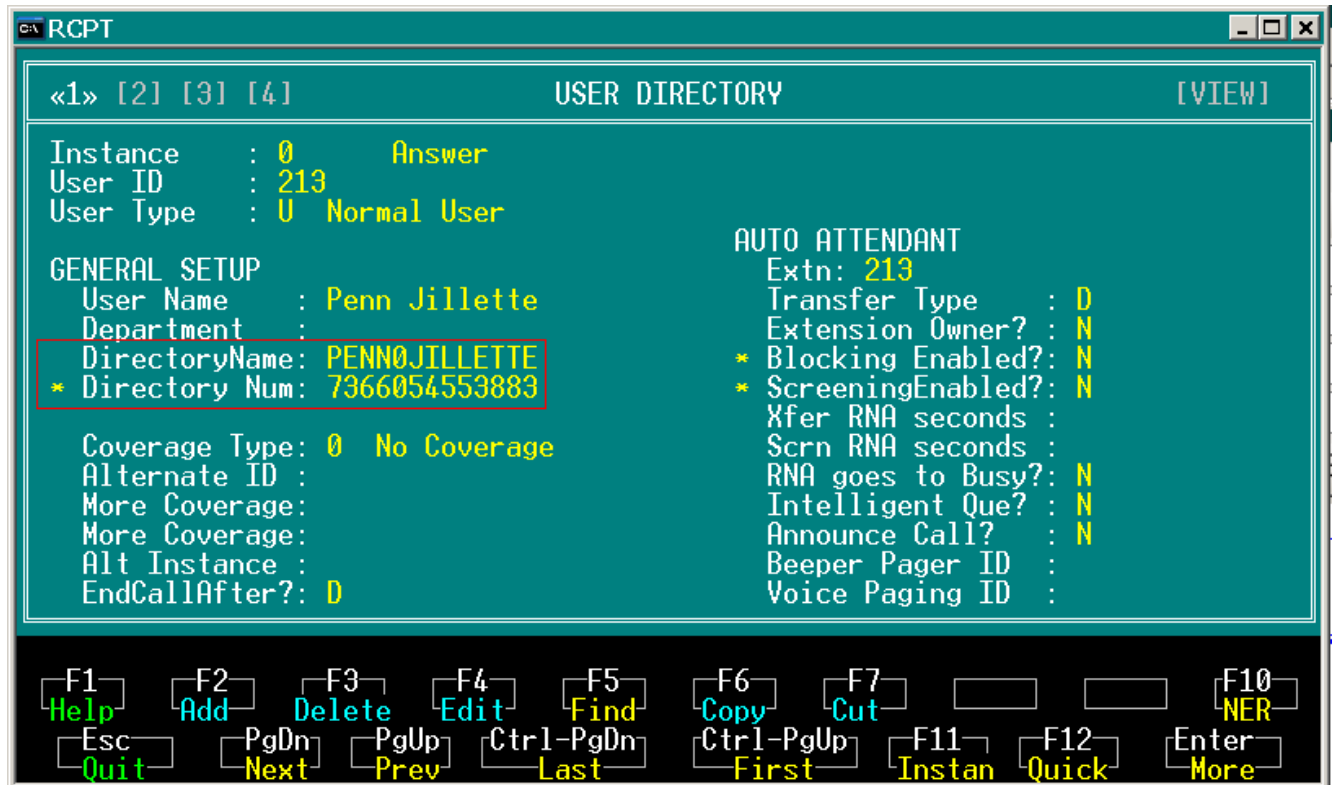 RCPT
«1» [2] [3] [4] USER DIRECTORY [VIEW]
Instance : 0 Answer
User ID : 213
User Type : U Normal User
GENERAL SETUP
User Name : Penn Jillette
Department :
DirectoryName: PENN0JILLETTE
* Directory Num: 7366054553883
Coverage Type: 0 No Coverage
Alternate ID :
More Coverage:
More Coverage:
Alt Instance :
EndCallAfter?: D
AUTO ATTENDANT
Extn: 213
Transfer Type : D
Extension Owner? : N
* Blocking Enabled?: N
* ScreeningEnabled?: N
Xfer RNA seconds :
Scrn RNA seconds :
RNA goes to Busy?: N
Intelligent Que? : N
Announce Call? : N
Beeper Pager ID :
Voice Paging ID :
F1 F2 F3 F4 F5 F6 F7 F10
Help Add Delete Edit Find Copy Cut NER
Esc PgDn PgUp Ctrl-PgDn Ctrl-PgUp F11 F12 Enter
Quit Next Prev Last First Instan Quick More